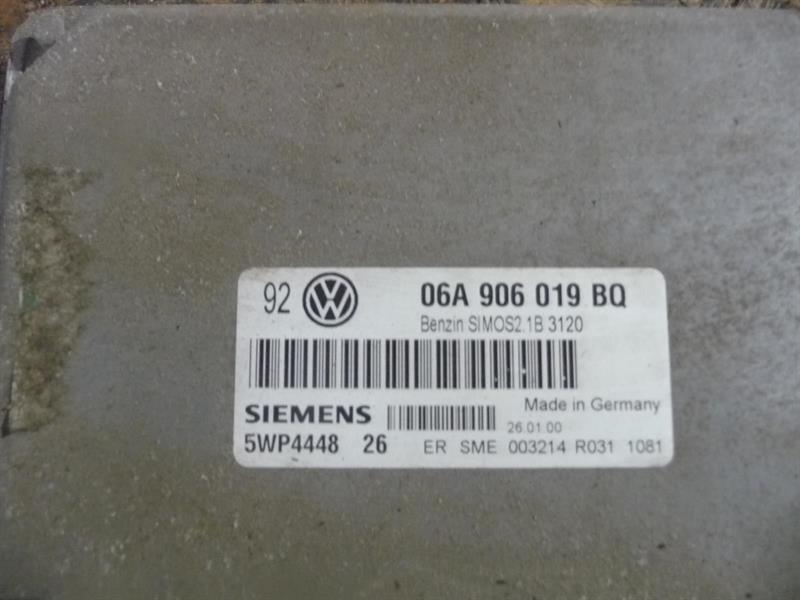 92 VW 06A 906 019 BQ
Benzin SIMOS2.1B 3120
Made in Germany
SIEMENS 26.01.00
5WP4448 26 ER SME 003214 R031 1081